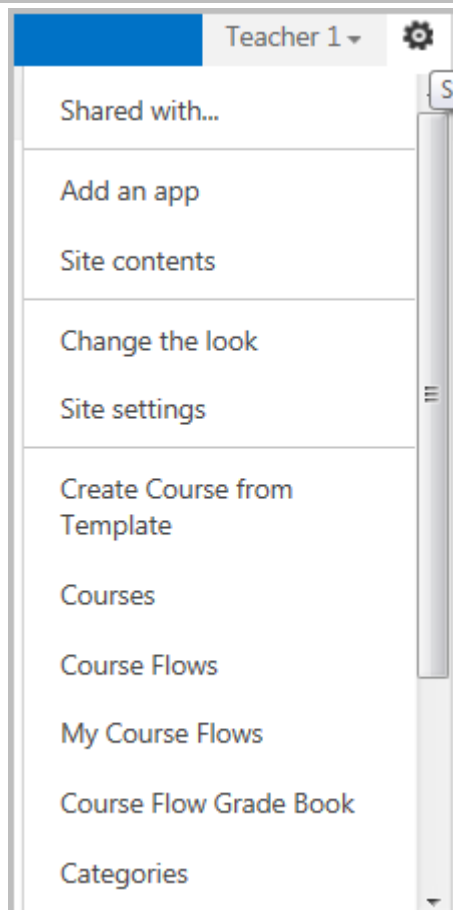 Teacher 1
S
Shared with...
Add an app
Site contents
Change the look
Site settings
Create Course from
Template
Courses
Course Flows
My Course Flows
Course Flow Grade Book
Categories